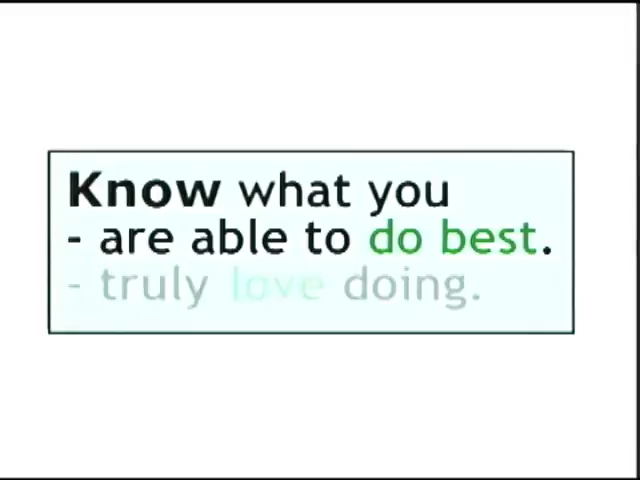 Know what you
- are able to do best.
- truly love doing.